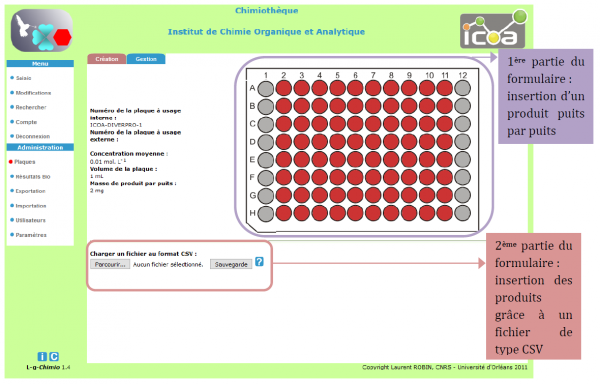 Chimiothèque
Institut de Chimie Organique et Analytique
icoa
Menu
Saisie
Modifications
Rechercher
Compte
Déconnexion
Administration
Plaques
Résultats Bio
Exportation
Importation
Utilisateurs
Paramètres
Création
Gestion
Numéro de la plaque à usage
interne :
ICOA-DIVERPRO-1
Numéro de la plaque à usage
externe :
Concentration moyenne :
0.01 mol. L-1
Volume de la plaque :
1 mL
Masse de produit par puits :
2 mg
1 2 3 4 5 6 7 8 9 10 11 12
A
B
C
D
E
F
G
H
Charger un fichier au format CSV :
Parcourir... Aucun fichier sélectionné. Sauvegarde ?
1ère partie du
formulaire :
insertion d'un
produit puits
par puits
2ème partie du
formulaire :
insertion des
produits
grâce à un
fichier de
type CSV
i C
L-g-Chimio 1.4
Copyright Laurent ROBIN, CNRS - Université d'Orléans 2011